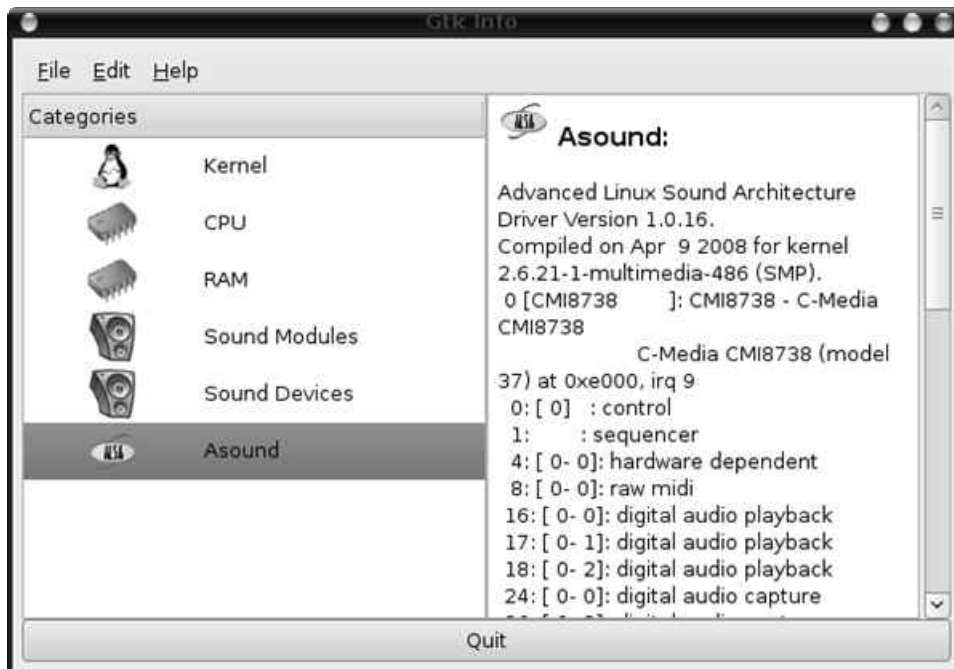 Gtk Info
File Edit Help
Categories
Kernel
CPU
RAM
Sound Modules
Sound Devices
ALSA Asound
ALSA Asound:
Advanced Linux Sound Architecture
Driver Version 1.0.16.
Compiled on Apr 9 2008 for kernel
2.6.21-1-multimedia-486 (SMP).
0 [CMI8738 ]: CMI8738 - C-Media
CMI8738
C-Media CMI8738 (model
37) at 0xe000, irq 9
0: [ 0] : control
1: : sequencer
4: [ 0- 0]: hardware dependent
8: [ 0- 0]: raw midi
16: [ 0- 0]: digital audio playback
17: [ 0- 1]: digital audio playback
18: [ 0- 2]: digital audio playback
24: [ 0- 0]: digital audio capture
Quit